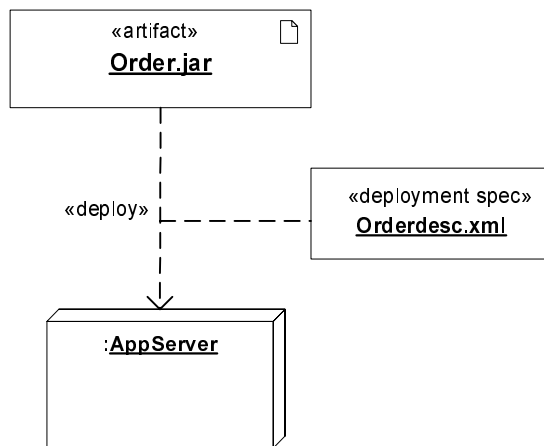 «artifact»
Order.jar
«deploy»
«deployment spec»
Orderdesc.xml
:AppServer